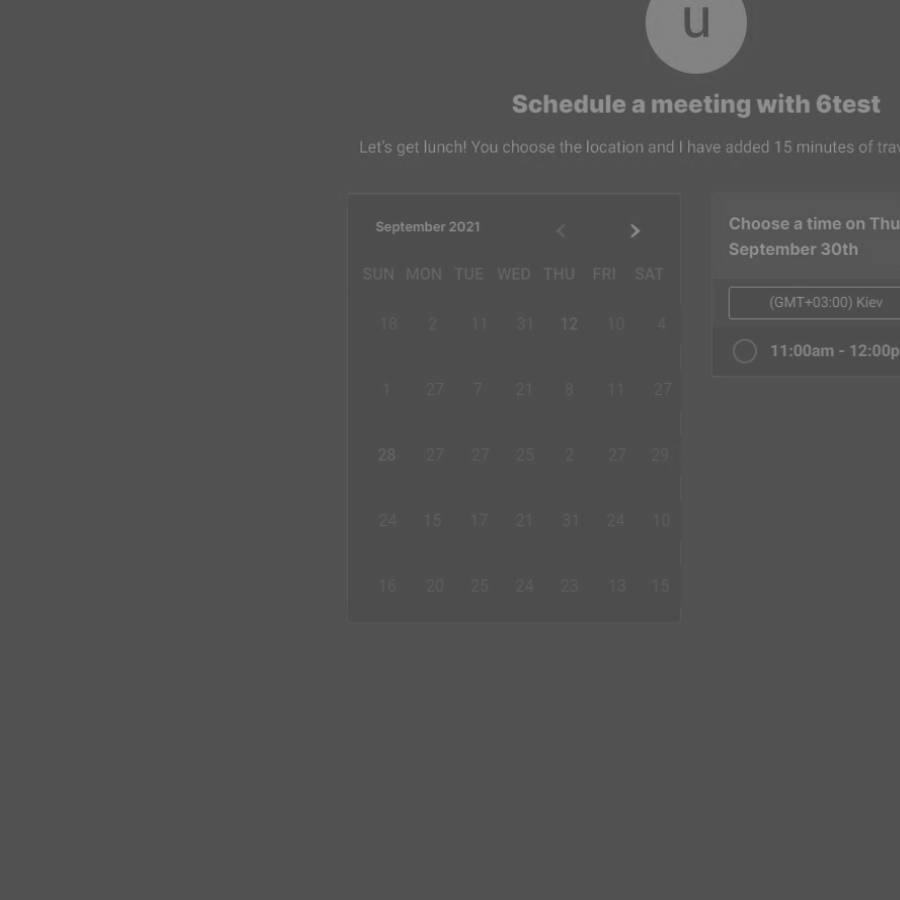 u
Schedule a meeting with 6test
Let's get lunch! You choose the location and I have added 15 minutes of trav
September 2021
SUN MON TUE WED THU FRI SAT
18 2 11 31 12 10 4
1 27 7 21 8 11 27
28 27 27 25 2 27 29
24 15 17 21 31 24 10
16 20 25 24 23 13 15
Choose a time on Thu
September 30th
(GMT+03:00) Kiev
11:00am - 12:00p